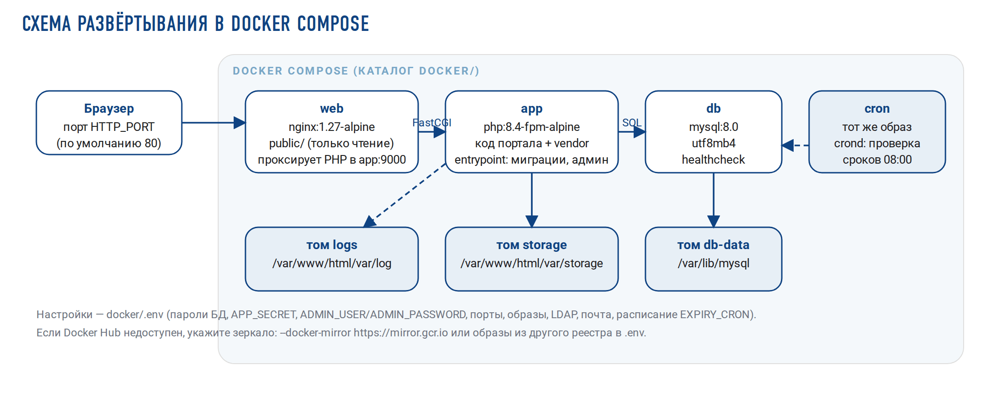 СХЕМА РАЗВЁРТЫВАНИЯ В DOCKER COMPOSE
DOCKER COMPOSE (КАТАЛОГ DOCKER/)
Браузер
порт HTTP_PORT
(по умолчанию 80)
web
nginx:1.27-alpine
public/ (только чтение)
проксирует PHP в app:9000
FastCGI
app
php:8.4-fpm-alpine
код портала + vendor
entrypoint: миграции, админ
SQL
db
mysql:8.0
utf8mb4
healthcheck
cron
тот же образ
crond: проверка
сроков 08:00
том logs
/var/www/html/var/log
том storage
/var/www/html/var/storage
том db-data
/var/lib/mysql
Настройки — docker/.env (пароли БД, APP_SECRET, ADMIN_USER/ADMIN_PASSWORD, порты, образы, LDAP, почта, расписание EXPIRY_CRON).
Если Docker Hub недоступен, укажите зеркало: --docker-mirror https://mirror.gcr.io или образы из другого реестра в .env.